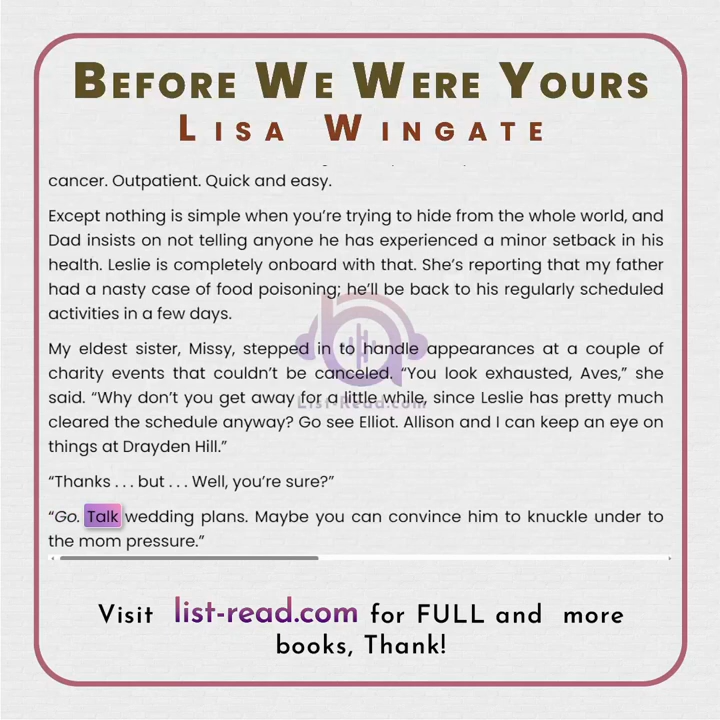 BEFORE WE WERE YOURS
LISA WINGATE
cancer. Outpatient. Quick and easy.
Except nothing is simple when you’re trying to hide from the whole world, and
Dad insists on not telling anyone he has experienced a minor setback in his
health. Leslie is completely onboard with that. She’s reporting that my father
had a nasty case of food poisoning; he’ll be back to his regularly scheduled
activities in a few days.
My eldest sister, Missy, stepped in to handle appearances at a couple of
charity events that couldn’t be canceled. “You look exhausted, Aves,” she
said. “Why don’t you get away for a little while, since Leslie has pretty much
List-Read.com
cleared the schedule anyway? Go see Elliot. Allison and I can keep an eye on
things at Drayden Hill.”
“Thanks . . . but . . . Well, you’re sure?”
“Go. Talk wedding plans. Maybe you can convince him to knuckle under to
the mom pressure.”
Visit list-read.com for FULL and more
books, Thank!